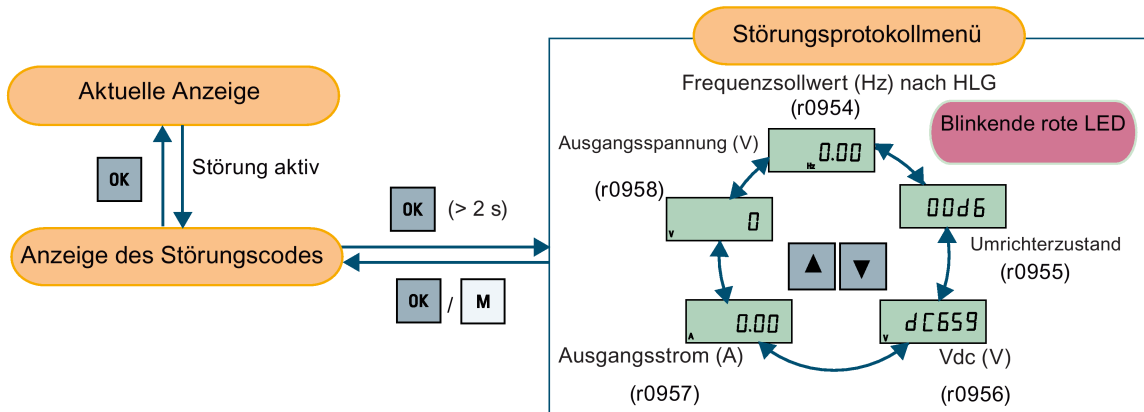 Störungsprotokollmenü
Aktuelle Anzeige
Frequenzsollwert (Hz) nach HLG
(r0954)
Blinkende rote LED
Ausgangsspannung (V)
0.00
Hz
OK
Störung aktiv
(r0958)
00d6
OK (> 2 s)
0
V
Umrichterzustand
(r0955)
Anzeige des Störungscodes
▲ ▼
OK / M
0.00
A
dC659
V
Ausgangsstrom (A)
Vdc (V)
(r0957)
(r0956)